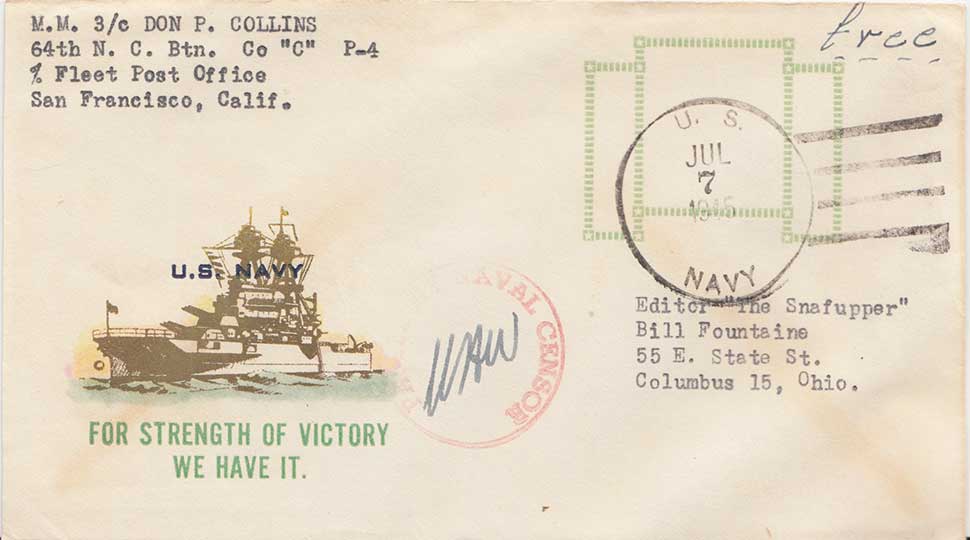 M.M. 3/c DON P. COLLINS
64th N. C. Btn. Co "C" P-4
% Fleet Post Office
San Francisco, Calif.
free
U. S.
JUL
7
1945
NAVY
U.S. NAVY
NAVAL CENSOR
Editor "The Snafupper"
Bill Fountaine
55 E. State St.
Columbus 15, Ohio.
FOR STRENGTH OF VICTORY
WE HAVE IT.